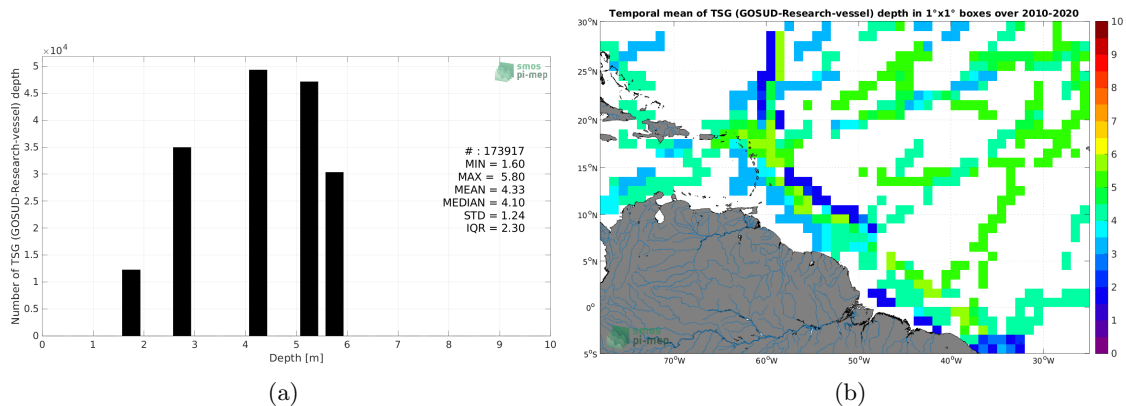 ×10⁴
5
4.5
4
3.5
3
2.5
2
1.5
1
0.5
0
Number of TSG (GOSUD-Research-vessel) depth
smos
pi-mep
# : 173917
MIN = 1.60
MAX = 5.80
MEAN = 4.33
MEDIAN = 4.10
STD = 1.24
IQR = 2.30
0 1 2 3 4 5 6 7 8 9 10
Depth [m]
(a)
Temporal mean of TSG (GOSUD-Research-vessel) depth in 1°x1° boxes over 2010-2020
30°N
25°N
20°N
15°N
10°N
5°N
0°
5°S
70°W 60°W 50°W 40°W 30°W
smos
pi-mep
10
9
8
7
6
5
4
3
2
1
0
(b)